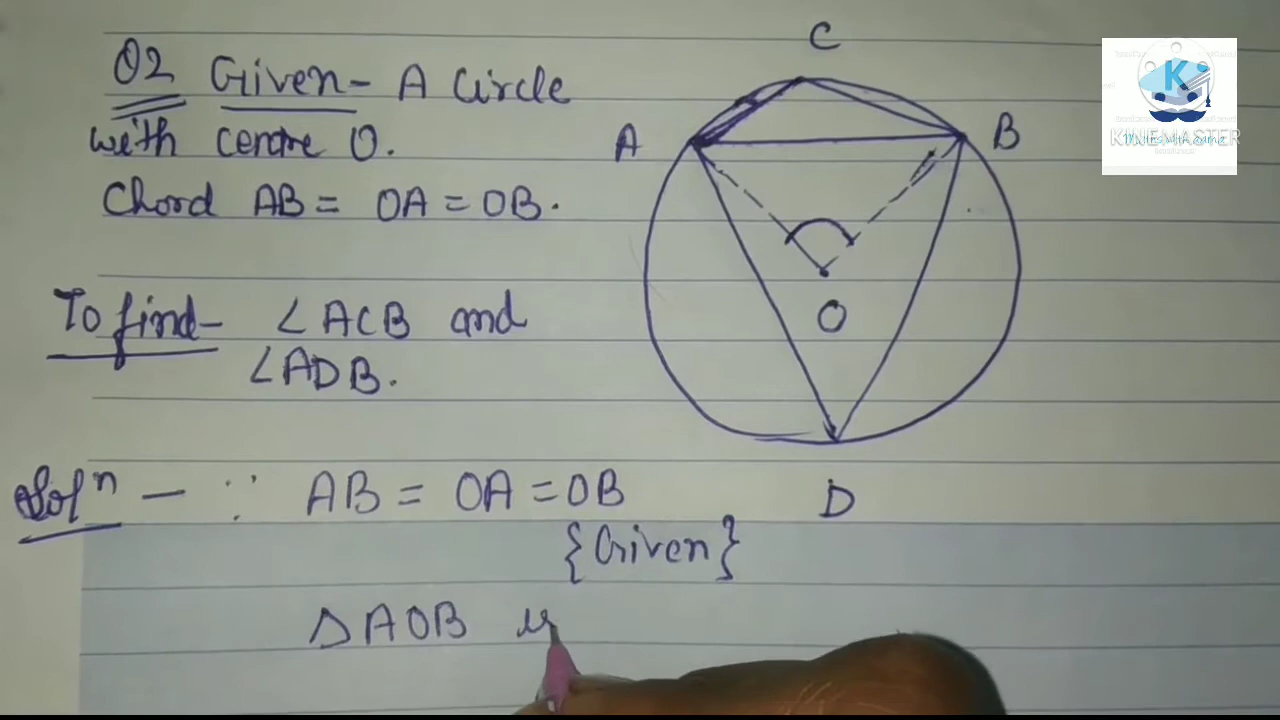 Q2 Given- A Circle
with centre O.
Chord AB = OA = OB.
To find- ∠ACB and
∠ADB.
Solⁿ - ∵ AB = OA = OB
{Given}
△AOB is
C
A
B
O
D
K
KINEMASTER